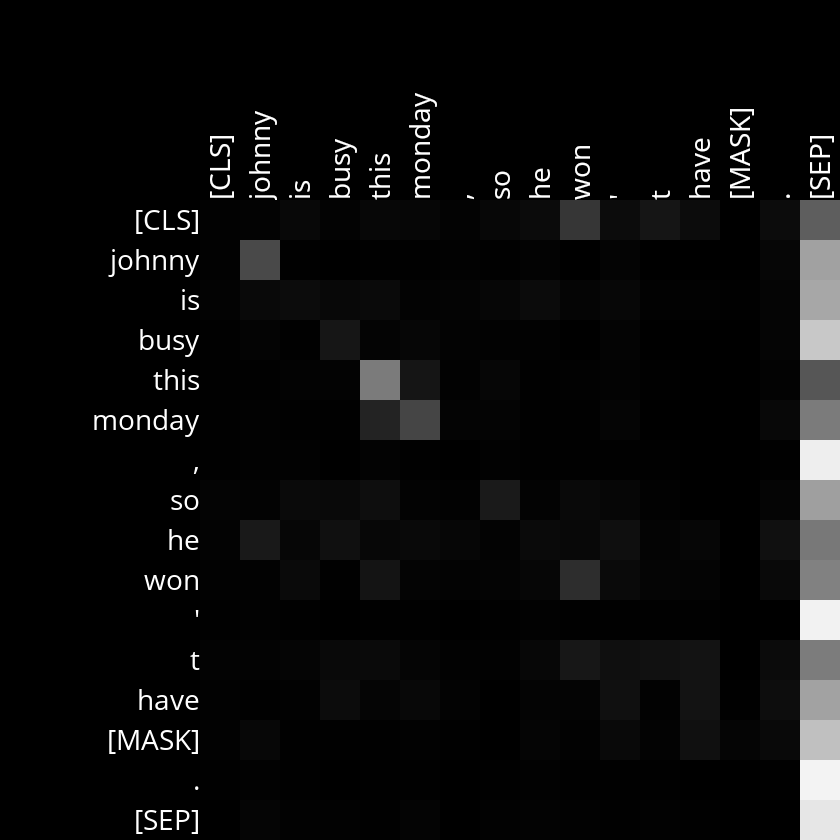 [CLS] johnny is busy this monday , so he won ' t have [MASK] . [SEP]
[CLS]
johnny
is
busy
this
monday
,
so
he
won
'
t
have
[MASK]
.
[SEP]